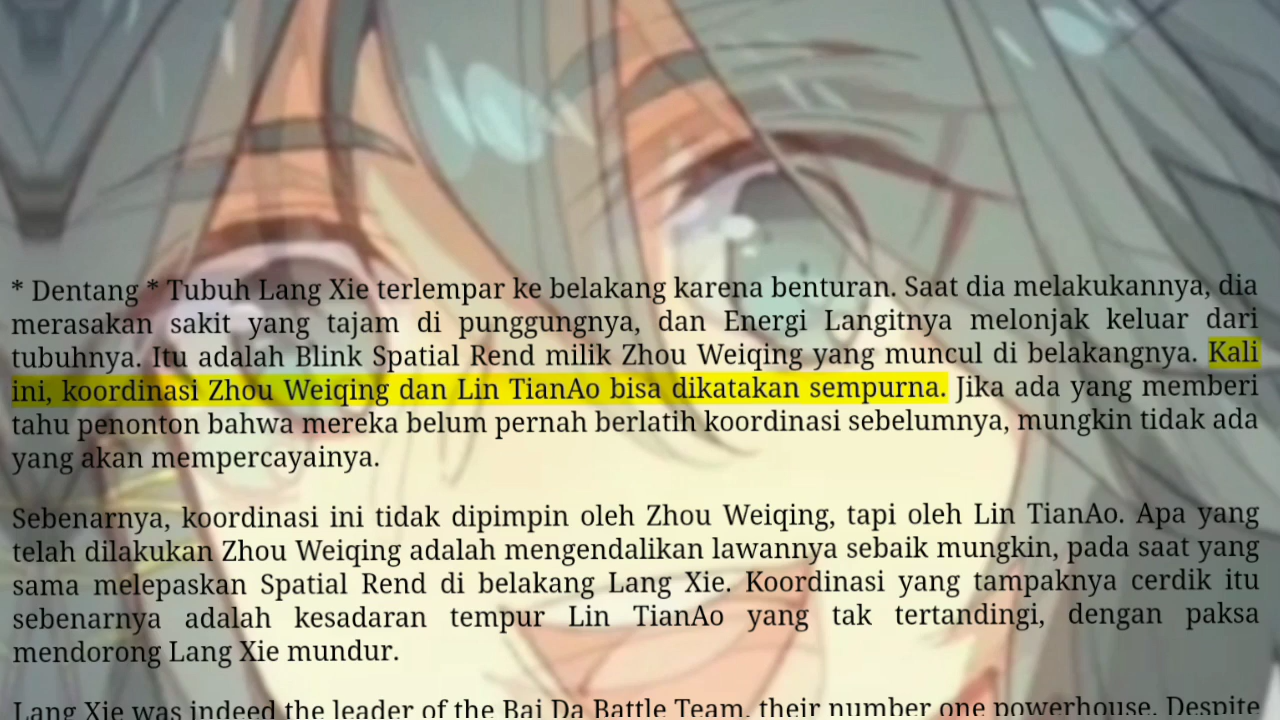 * Dentang * Tubuh Lang Xie terlempar ke belakang karena benturan. Saat dia melakukannya, dia
merasakan sakit yang tajam di punggungnya, dan Energi Langitnya melonjak keluar dari
tubuhnya. Itu adalah Blink Spatial Rend milik Zhou Weiqing yang muncul di belakangnya. Kali
ini, koordinasi Zhou Weiqing dan Lin TianAo bisa dikatakan sempurna. Jika ada yang memberi
tahu penonton bahwa mereka belum pernah berlatih koordinasi sebelumnya, mungkin tidak ada
yang akan mempercayainya.
Sebenarnya, koordinasi ini tidak dipimpin oleh Zhou Weiqing, tapi oleh Lin TianAo. Apa yang
telah dilakukan Zhou Weiqing adalah mengendalikan lawannya sebaik mungkin, pada saat yang
sama melepaskan Spatial Rend di belakang Lang Xie. Koordinasi yang tampaknya cerdik itu
sebenarnya adalah kesadaran tempur Lin TianAo yang tak tertandingi, dengan paksa
mendorong Lang Xie mundur.
Lang Xie was indeed the leader of the Bai Da Battle Team, their number one powerhouse. Despite